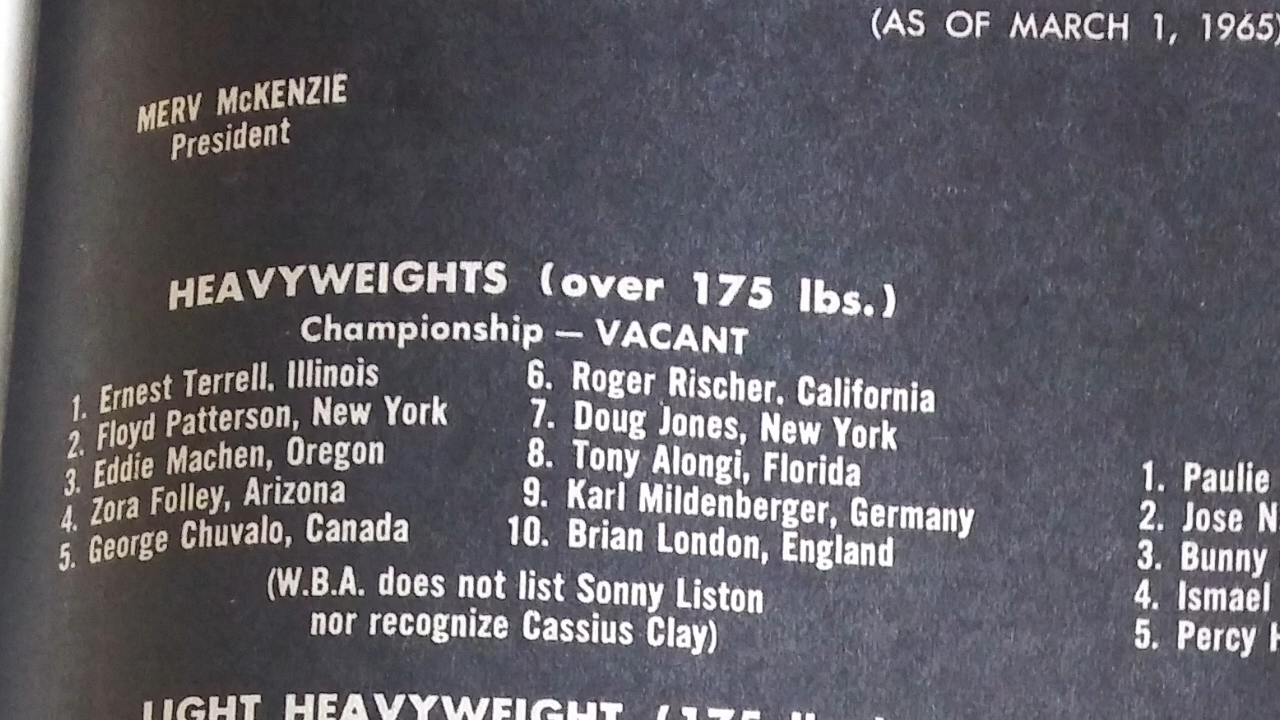 (AS OF MARCH 1, 1965)
MERV McKENZIE
President
HEAVYWEIGHTS (over 175 lbs.)
Championship — VACANT
1. Ernest Terrell, Illinois
2. Floyd Patterson, New York
3. Eddie Machen, Oregon
4. Zora Folley, Arizona
5. George Chuvalo, Canada
6. Roger Rischer, California
7. Doug Jones, New York
8. Tony Alongi, Florida
9. Karl Mildenberger, Germany
10. Brian London, England
(W.B.A. does not list Sonny Liston
nor recognize Cassius Clay)
1. Paulie
2. Jose N
3. Bunny
4. Ismael
5. Percy H
LIGHT HEAVYWEIGHT (175